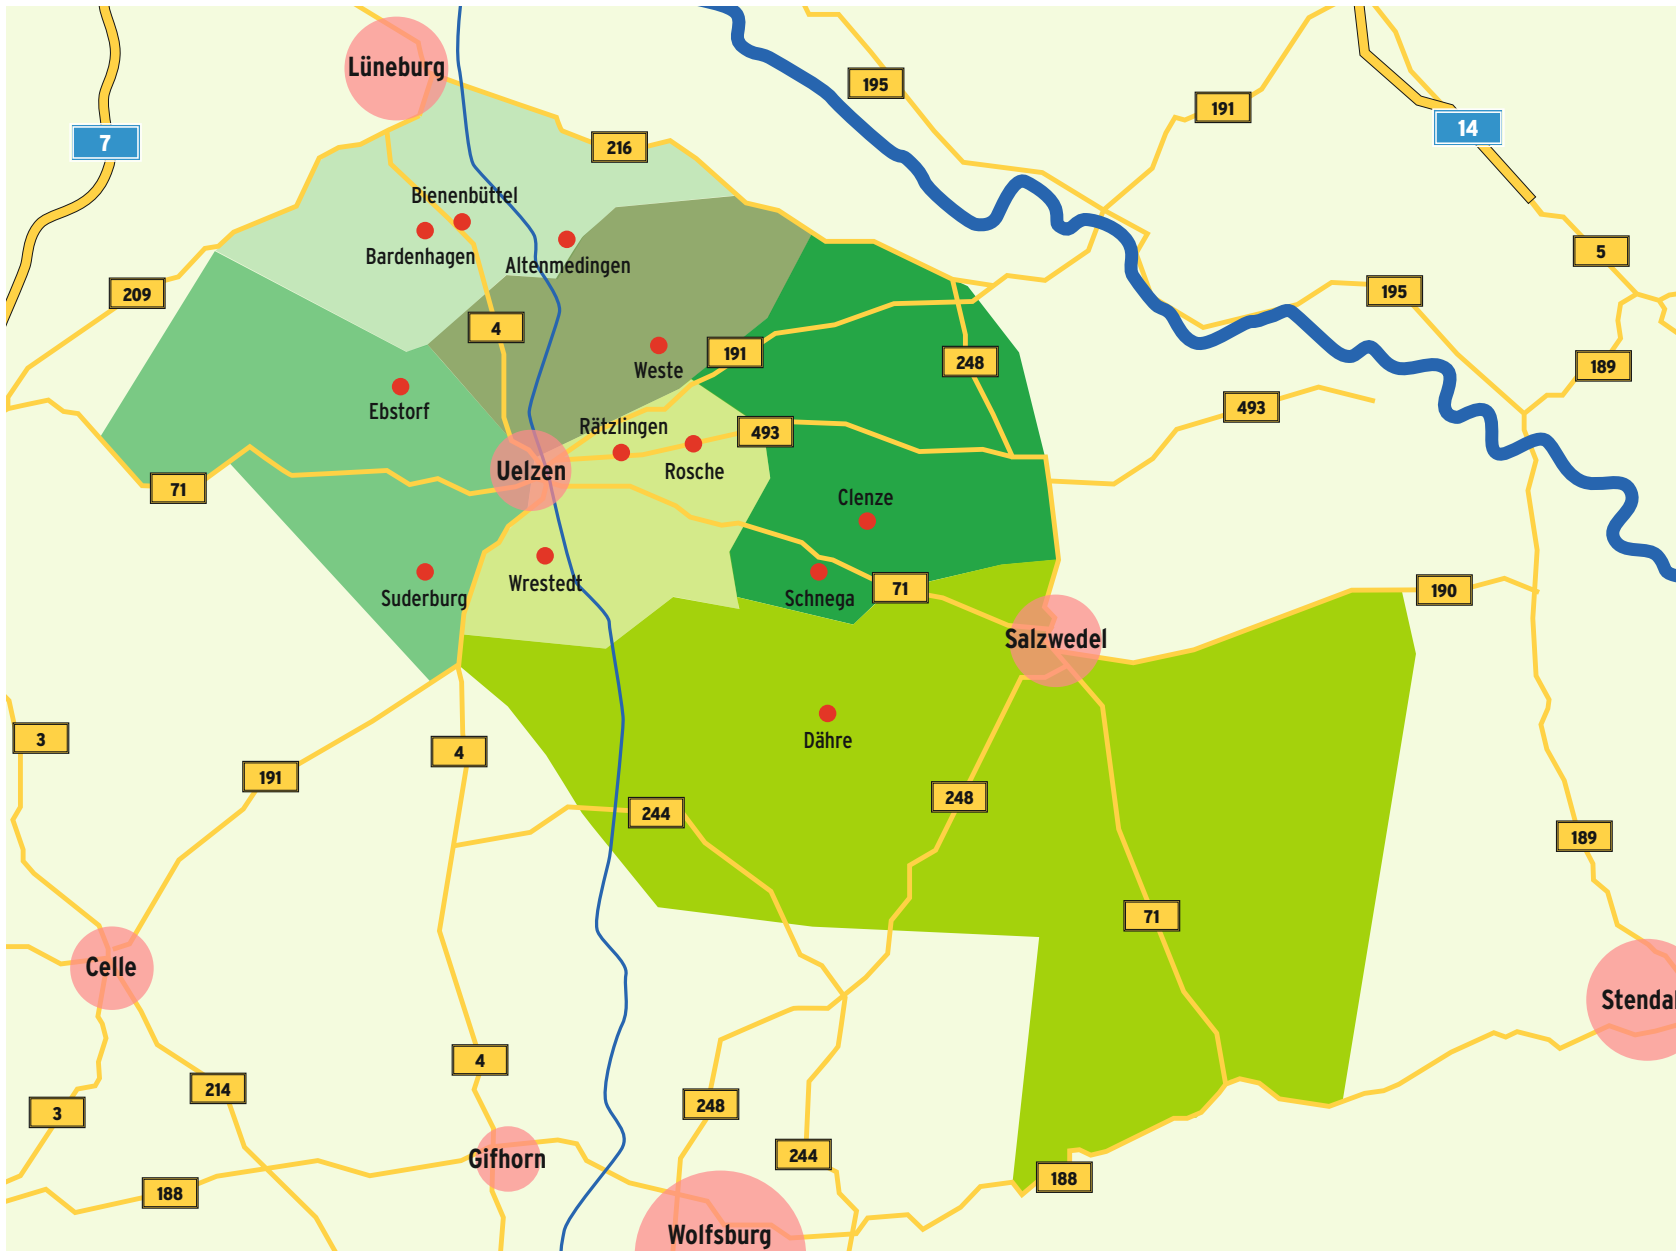 Lüneburg
195
191
14
7
216
Bienenbüttel
Bardenhagen
Altenmedingen
5
209
195
4
191
248
189
Weste
Ebstorf
493
Rätzlingen
493
Rosche
Uelzen
71
Clenze
Wrestedt
Suderburg
Schnega
71
190
Salzwedel
3
Dähre
4
191
248
244
189
71
Celle
Stendal
4
214
248
3
244
Gifhorn
188
188
Wolfsburg